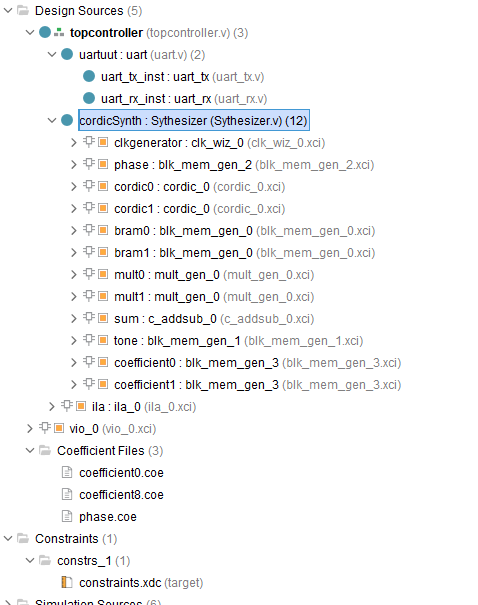 Design Sources (5)
topcontroller (topcontroller.v) (3)
uartuut : uart (uart.v) (2)
uart_tx_inst : uart_tx (uart_tx.v)
uart_rx_inst : uart_rx (uart_rx.v)
cordicSynth : Sythesizer (Sythesizer.v) (12)
clkgenerator : clk_wiz_0 (clk_wiz_0.xci)
phase : blk_mem_gen_2 (blk_mem_gen_2.xci)
cordic0 : cordic_0 (cordic_0.xci)
cordic1 : cordic_0 (cordic_0.xci)
bram0 : blk_mem_gen_0 (blk_mem_gen_0.xci)
bram1 : blk_mem_gen_0 (blk_mem_gen_0.xci)
mult0 : mult_gen_0 (mult_gen_0.xci)
mult1 : mult_gen_0 (mult_gen_0.xci)
sum : c_addsub_0 (c_addsub_0.xci)
tone : blk_mem_gen_1 (blk_mem_gen_1.xci)
coefficient0 : blk_mem_gen_3 (blk_mem_gen_3.xci)
coefficient1 : blk_mem_gen_3 (blk_mem_gen_3.xci)
ila : ila_0 (ila_0.xci)
vio_0 (vio_0.xci)
Coefficient Files (3)
coefficient0.coe
coefficient8.coe
phase.coe
Constraints (1)
constrs_1 (1)
constraints.xdc (target)
Simulation Sources (6)